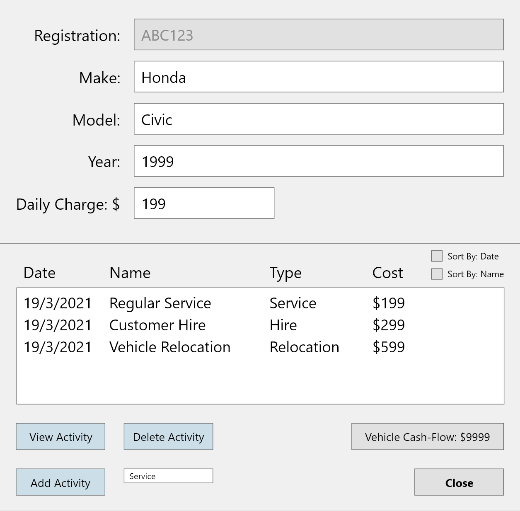 Registration: ABC123
Make: Honda
Model: Civic
Year: 1999
Daily Charge: $ 199
Sort By: Date
Date Name Type Cost Sort By: Name
19/3/2021 Regular Service Service $199
19/3/2021 Customer Hire Hire $299
19/3/2021 Vehicle Relocation Relocation $599
View Activity Delete Activity Vehicle Cash-Flow: $9999
Add Activity Service Close